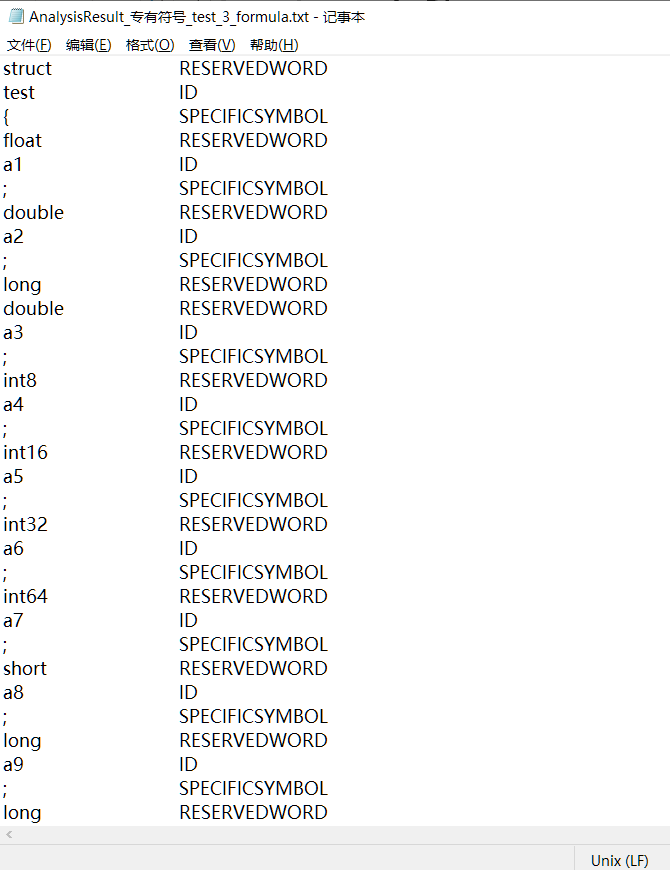 AnalysisResult_专有符号_test_3_formula.txt - 记事本
文件(F) 编辑(E) 格式(O) 查看(V) 帮助(H)
struct RESERVEDWORD
test ID
{ SPECIFICSYMBOL
float RESERVEDWORD
a1 ID
; SPECIFICSYMBOL
double RESERVEDWORD
a2 ID
; SPECIFICSYMBOL
long RESERVEDWORD
double RESERVEDWORD
a3 ID
; SPECIFICSYMBOL
int8 RESERVEDWORD
a4 ID
; SPECIFICSYMBOL
int16 RESERVEDWORD
a5 ID
; SPECIFICSYMBOL
int32 RESERVEDWORD
a6 ID
; SPECIFICSYMBOL
int64 RESERVEDWORD
a7 ID
; SPECIFICSYMBOL
short RESERVEDWORD
a8 ID
; SPECIFICSYMBOL
long RESERVEDWORD
a9 ID
; SPECIFICSYMBOL
long RESERVEDWORD
Unix (LF)